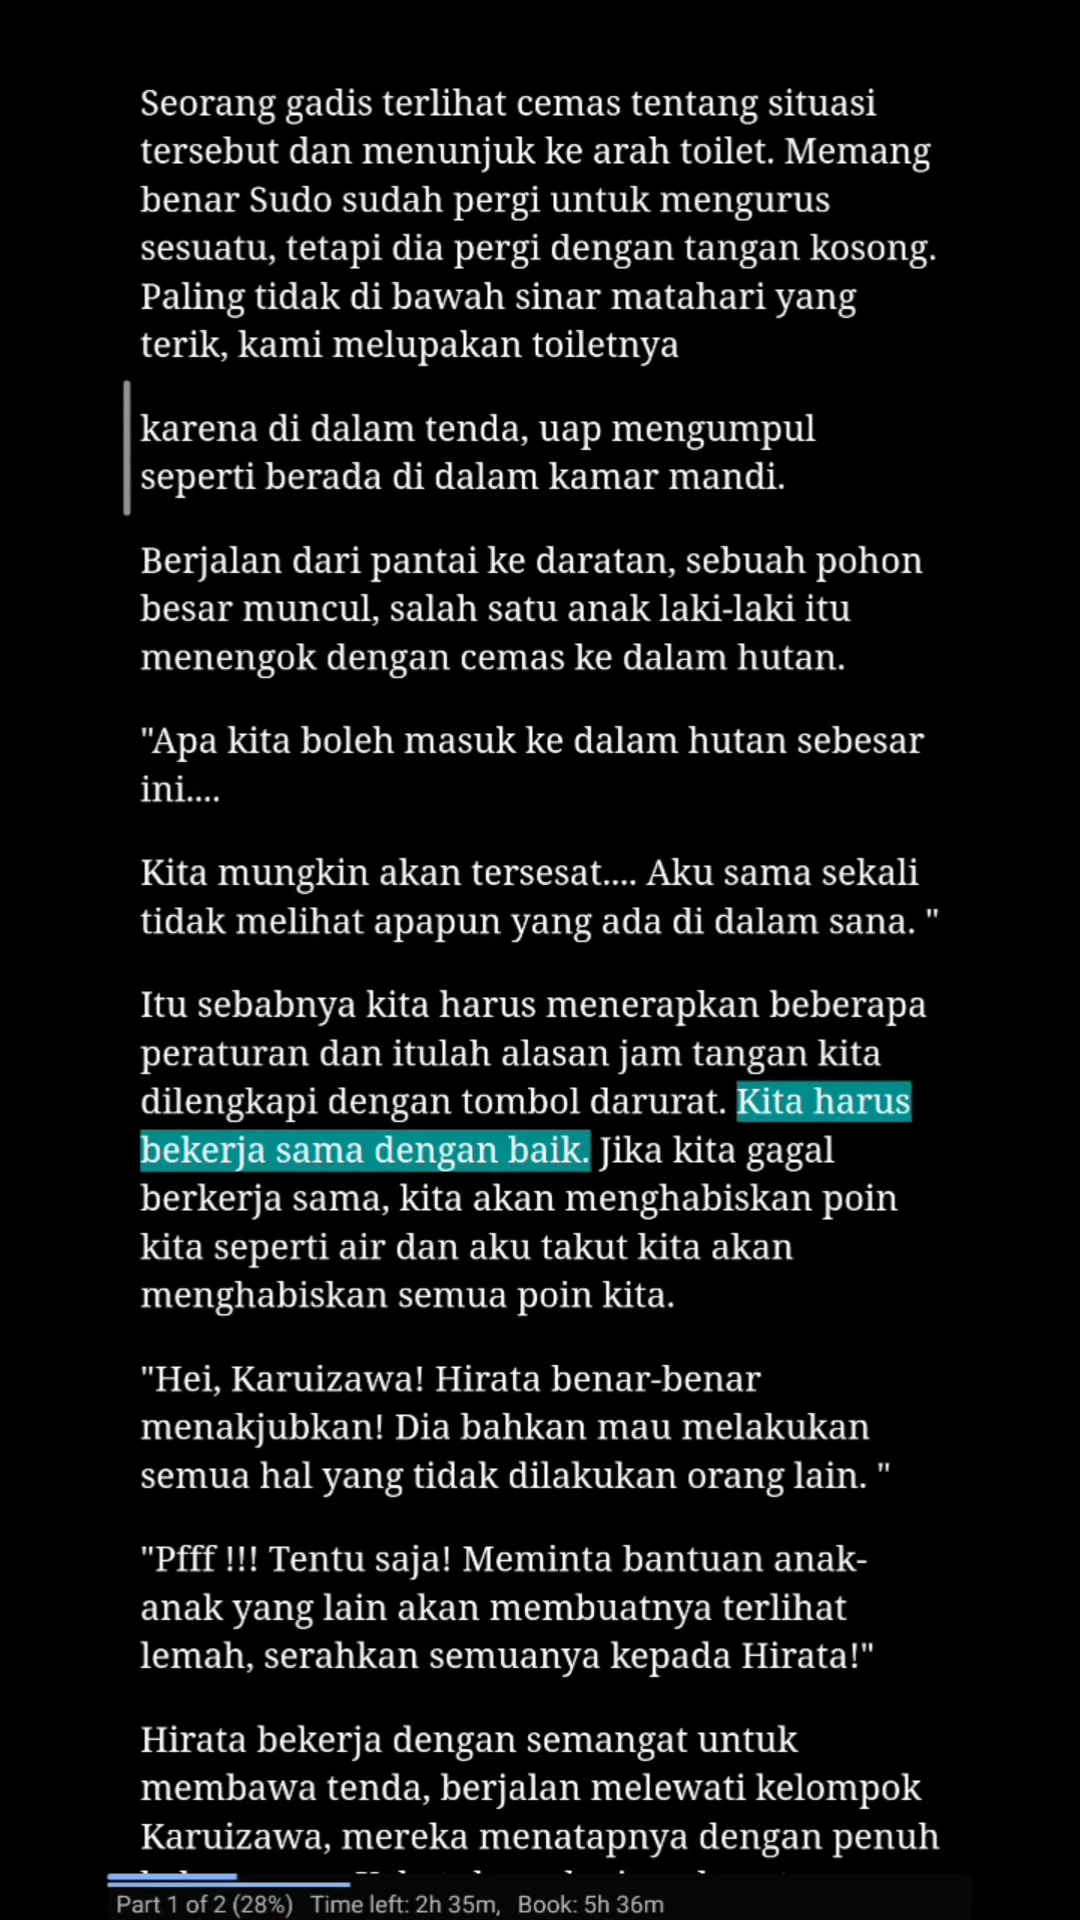 Seorang gadis terlihat cemas tentang situasi
tersebut dan menunjuk ke arah toilet. Memang
benar Sudo sudah pergi untuk mengurus
sesuatu, tetapi dia pergi dengan tangan kosong.
Paling tidak di bawah sinar matahari yang
terik, kami melupakan toiletnya
karena di dalam tenda, uap mengumpul
seperti berada di dalam kamar mandi.
Berjalan dari pantai ke daratan, sebuah pohon
besar muncul, salah satu anak laki-laki itu
menengok dengan cemas ke dalam hutan.
"Apa kita boleh masuk ke dalam hutan sebesar
ini....
Kita mungkin akan tersesat.... Aku sama sekali
tidak melihat apapun yang ada di dalam sana. "
Itu sebabnya kita harus menerapkan beberapa
peraturan dan itulah alasan jam tangan kita
dilengkapi dengan tombol darurat. Kita harus
bekerja sama dengan baik. Jika kita gagal
berkerja sama, kita akan menghabiskan poin
kita seperti air dan aku takut kita akan
menghabiskan semua poin kita.
"Hei, Karuizawa! Hirata benar-benar
menakjubkan! Dia bahkan mau melakukan
semua hal yang tidak dilakukan orang lain. "
"Pfff !!! Tentu saja! Meminta bantuan anak-
anak yang lain akan membuatnya terlihat
lemah, serahkan semuanya kepada Hirata!"
Hirata bekerja dengan semangat untuk
membawa tenda, berjalan melewati kelompok
Karuizawa, mereka menatapnya dengan penuh
Part 1 of 2 (28%) Time left: 2h 35m, Book: 5h 36m